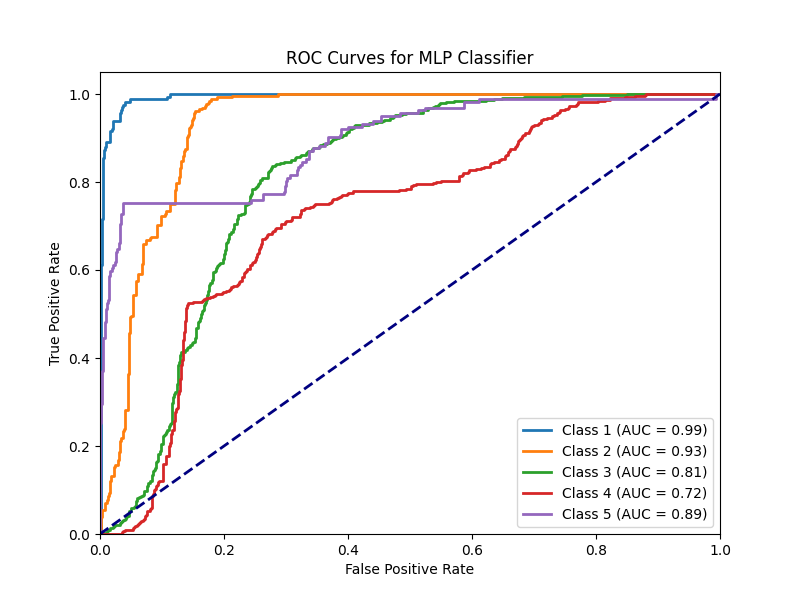 ROC Curves for MLP Classifier
True Positive Rate
1.0
0.8
0.6
0.4
0.2
0.0
Class 1 (AUC = 0.99)
Class 2 (AUC = 0.93)
Class 3 (AUC = 0.81)
Class 4 (AUC = 0.72)
Class 5 (AUC = 0.89)
0.0 0.2 0.4 0.6 0.8 1.0
False Positive Rate